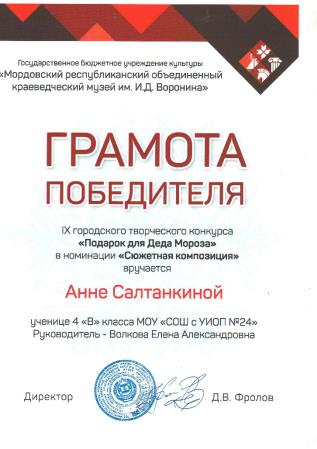 Государственное бюджетное учреждение культуры
«Мордовский республиканский объединенный
краеведческий музей им. И.Д. Воронина»
ГРАМОТА
ПОБЕДИТЕЛЯ
IX городского творческого конкурса
«Подарок для Деда Мороза»
в номинации «Сюжетная композиция»
вручается
Анне Салтанкиной
ученице 4 «В» класса МОУ «СОШ с УИОП №24»
Руководитель - Волкова Елена Александровна
Директор
Д.В. Фролов